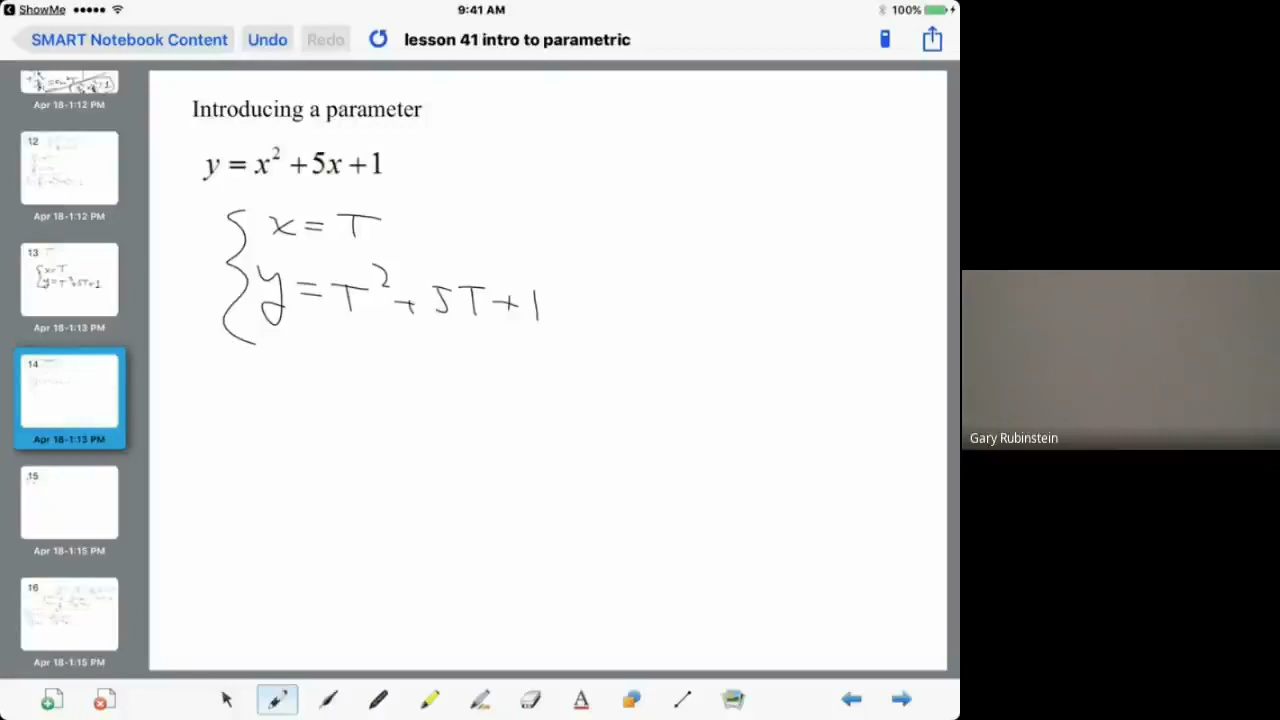 ShowMe 9:41 AM 100%
SMART Notebook Content Undo Redo lesson 41 intro to parametric
Apr 18-1:12 PM
12
Apr 18-1:12 PM
13
x=T
y=T²+5T+1
Apr 18-1:13 PM
14
Apr 18-1:13 PM
15
Apr 18-1:15 PM
16
Apr 18-1:15 PM
Introducing a parameter
y = x² + 5x + 1
x = T
y = T² + 5T + 1
Gary Rubinstein
A